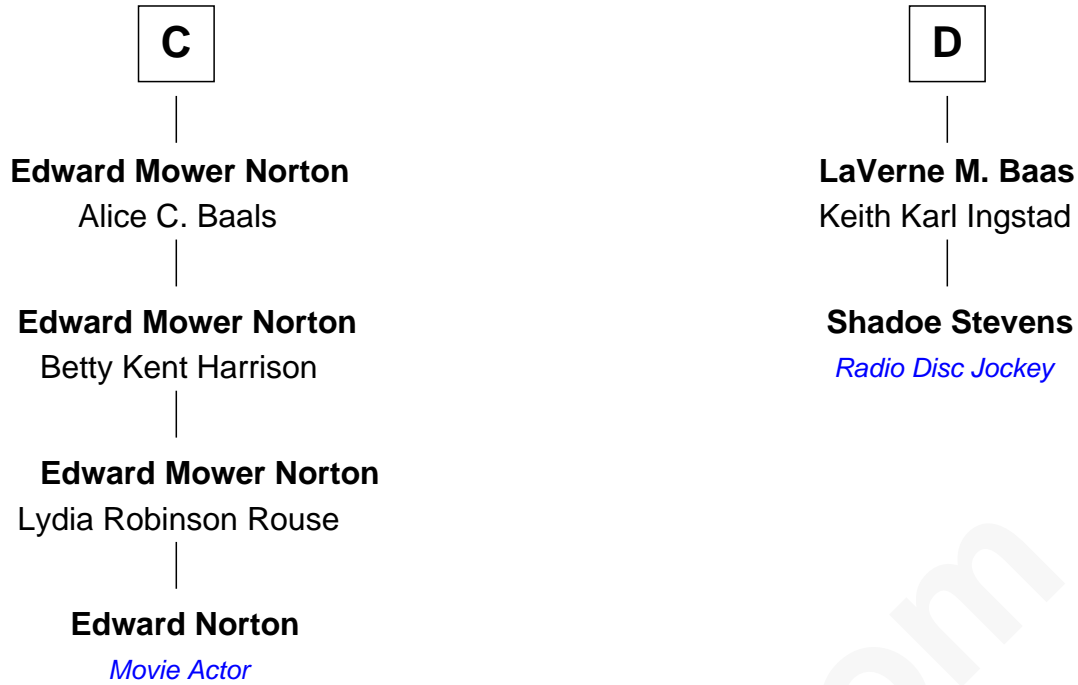 C
Edward Mower Norton
Alice C. Baals
Edward Mower Norton
Betty Kent Harrison
Edward Mower Norton
Lydia Robinson Rouse
Edward Norton
Movie Actor
D
LaVerne M. Baas
Keith Karl Ingstad
Shadoe Stevens
Radio Disc Jockey
om